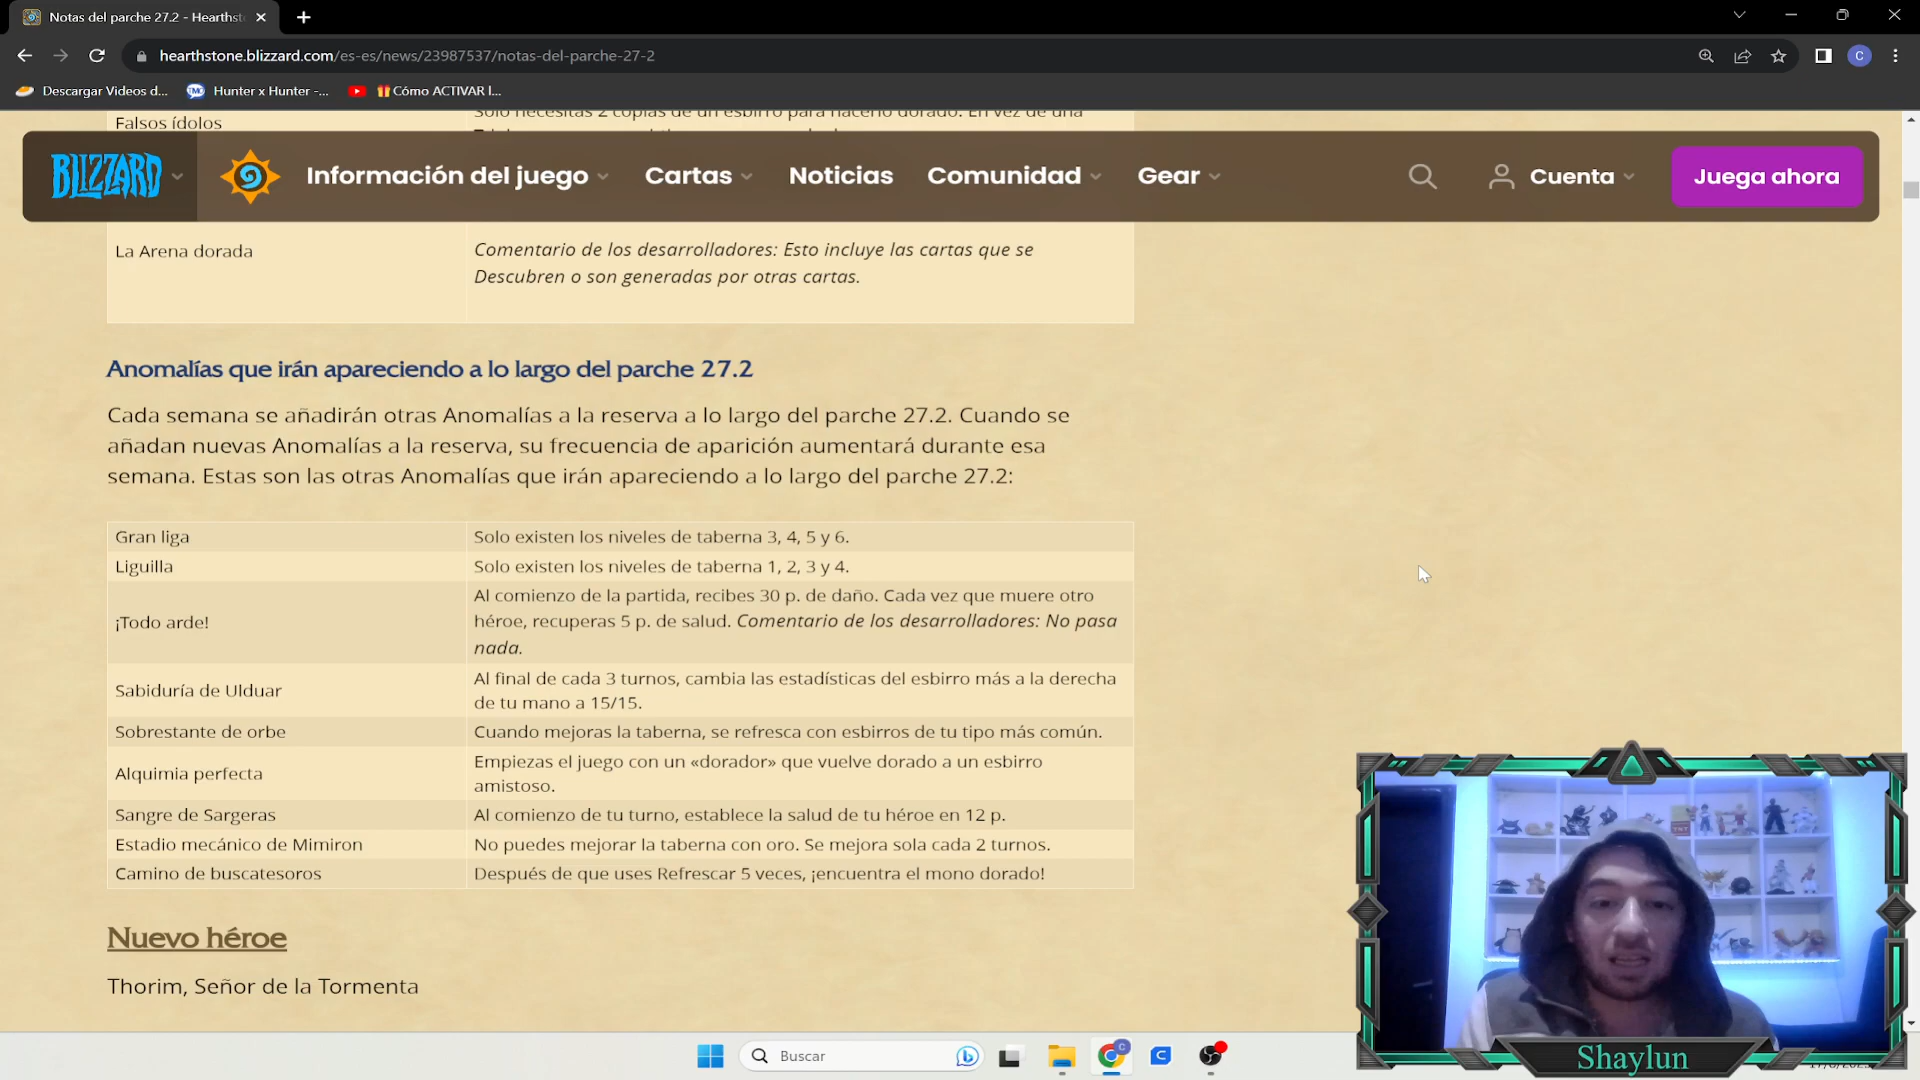 Notas del parche 27.2 - Hearthst
hearthstone.blizzard.com/es-es/news/23987537/notas-del-parche-27-2
C
Descargar Videos d...
Hunter x Hunter -...
Cómo ACTIVAR l...
Falsos ídolos
Solo necesitas 2 copias de un esbirro para hacerlo dorado. En vez de una
BLIZZARD
Información del juego
Cartas
Noticias
Comunidad
Gear
Cuenta
Juega ahora
La Arena dorada
Comentario de los desarrolladores: Esto incluye las cartas que se
Descubren o son generadas por otras cartas.
Anomalías que irán apareciendo a lo largo del parche 27.2
Cada semana se añadirán otras Anomalías a la reserva a lo largo del parche 27.2. Cuando se
añadan nuevas Anomalías a la reserva, su frecuencia de aparición aumentará durante esa
semana. Estas son las otras Anomalías que irán apareciendo a lo largo del parche 27.2:
Gran liga
Solo existen los niveles de taberna 3, 4, 5 y 6.
Liguilla
Solo existen los niveles de taberna 1, 2, 3 y 4.
¡Todo arde!
Al comienzo de la partida, recibes 30 p. de daño. Cada vez que muere otro
héroe, recuperas 5 p. de salud. Comentario de los desarrolladores: No pasa
nada.
Sabiduría de Ulduar
Al final de cada 3 turnos, cambia las estadísticas del esbirro más a la derecha
de tu mano a 15/15.
Sobrestante de orbe
Cuando mejoras la taberna, se refresca con esbirros de tu tipo más común.
Alquimia perfecta
Empiezas el juego con un «dorador» que vuelve dorado a un esbirro
amistoso.
Sangre de Sargeras
Al comienzo de tu turno, establece la salud de tu héroe en 12 p.
Estadio mecánico de Mimiron
No puedes mejorar la taberna con oro. Se mejora sola cada 2 turnos.
Camino de buscatesoros
Después de que uses Refrescar 5 veces, ¡encuentra el mono dorado!
Nuevo héroe
Thorim, Señor de la Tormenta
Buscar
Shaylun